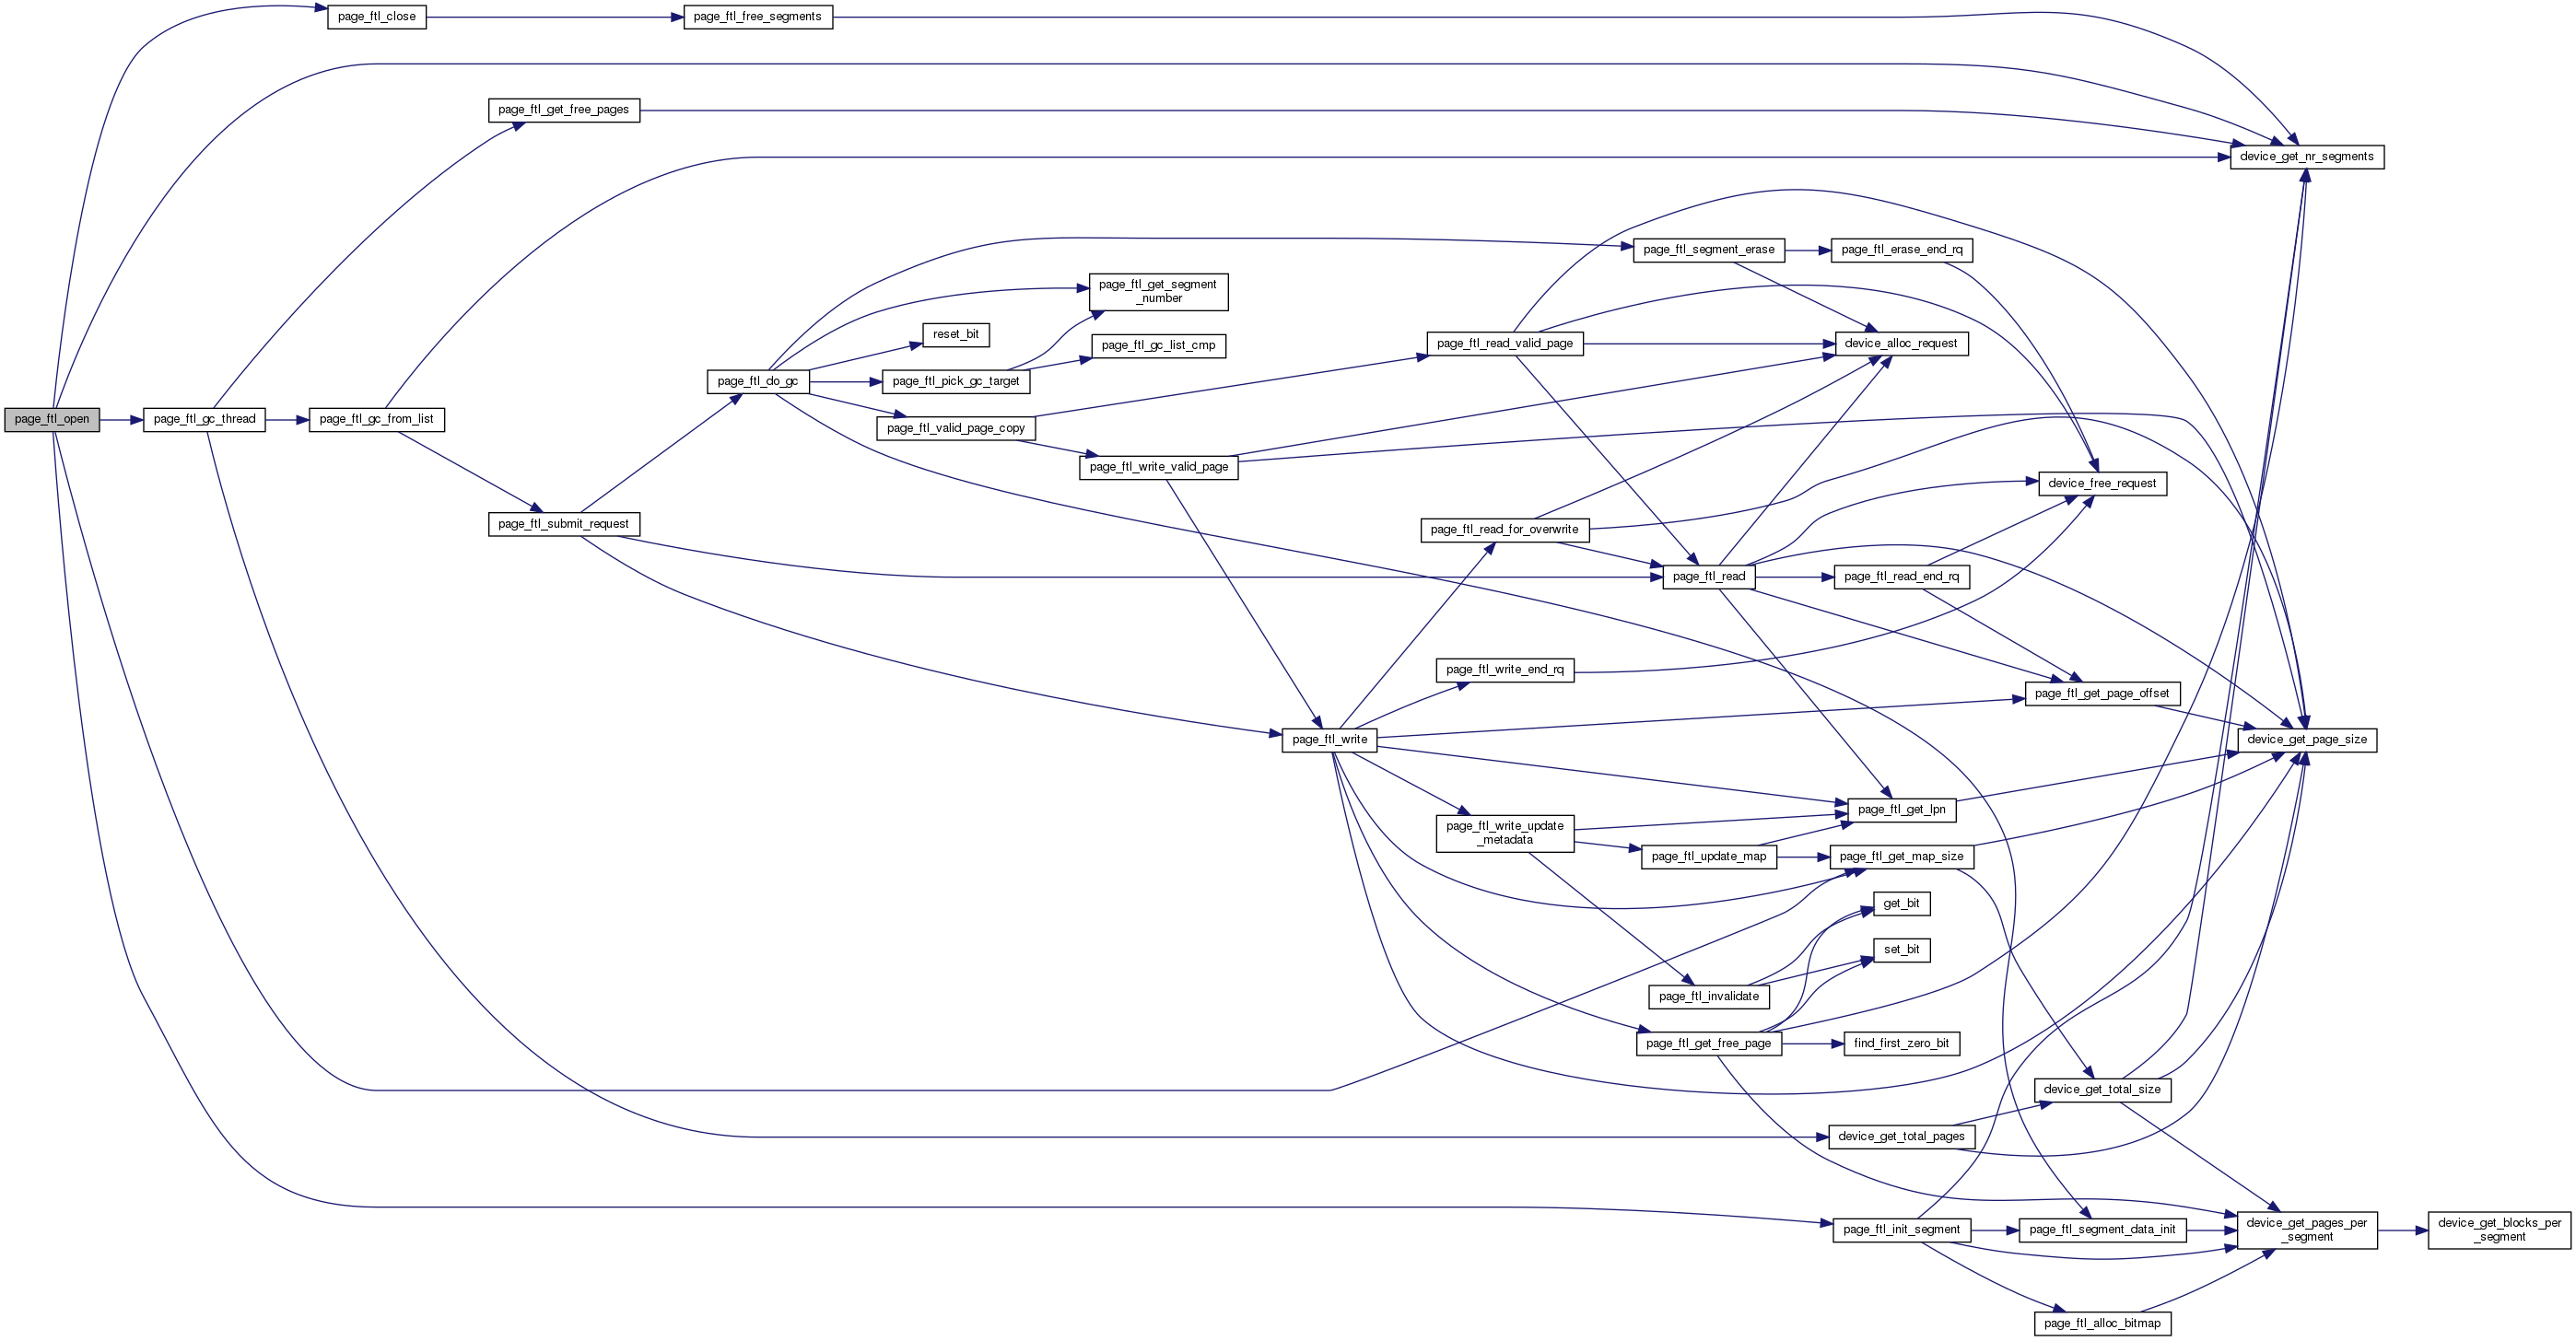 page_ftl_close
page_ftl_free_segments
page_ftl_get_free_pages
device_get_nr_segments
page_ftl_segment_erase
page_ftl_erase_end_rq
page_ftl_get_segment
_number
reset_bit
page_ftl_gc_list_cmp
page_ftl_read_valid_page
device_alloc_request
page_ftl_do_gc
page_ftl_pick_gc_target
page_ftl_open
page_ftl_gc_thread
page_ftl_gc_from_list
page_ftl_valid_page_copy
page_ftl_write_valid_page
device_free_request
page_ftl_submit_request
page_ftl_read_for_overwrite
page_ftl_read
page_ftl_read_end_rq
page_ftl_write_end_rq
page_ftl_get_page_offset
page_ftl_write
device_get_page_size
page_ftl_get_lpn
page_ftl_write_update
_metadata
page_ftl_update_map
page_ftl_get_map_size
get_bit
set_bit
page_ftl_invalidate
page_ftl_get_free_page
find_first_zero_bit
device_get_total_size
device_get_total_pages
page_ftl_init_segment
page_ftl_segment_data_init
device_get_pages_per
_segment
device_get_blocks_per
_segment
page_ftl_alloc_bitmap